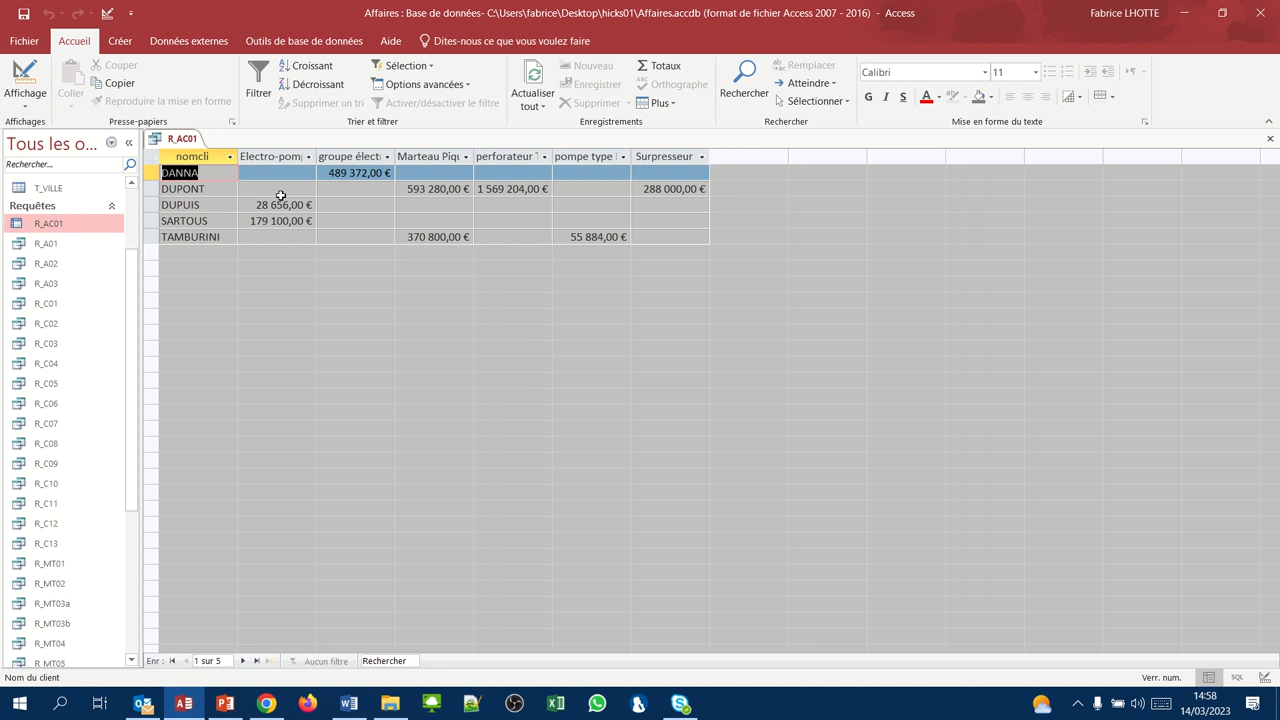 Affaires : Base de données - C:\Users\fabrice\Desktop\hicks01\Affaires.accdb (format de fichier Access 2007 - 2016) - Access
Fabrice LHOTTE
Fichier Accueil Créer Données externes Outils de base de données Aide Dites-nous ce que vous voulez faire
Affichage
Affichages
Coller
Couper
Copier
Reproduire la mise en forme
Presse-papiers
Filtrer
Croissant
Décroissant
Supprimer un tri
Sélection
Options avancées
Activer/désactiver le filtre
Trier et filtrer
Actualiser
tout
Nouveau
Enregistrer
Supprimer
Totaux
Orthographe
Plus
Enregistrements
Rechercher
Remplacer
Atteindre
Sélectionner
Rechercher
Calibri 11
G I S A
Mise en forme du texte
Tous les o...
Rechercher...
T_VILLE
Requêtes
R_AC01
R_A01
R_A02
R_A03
R_C01
R_C02
R_C03
R_C04
R_C05
R_C06
R_C07
R_C08
R_C09
R_C10
R_C11
R_C12
R_C13
R_MT01
R_MT02
R_MT03a
R_MT03b
R_MT04
R_MT05
R_AC01
nomcli Electro-pom groupe élect Marteau Piqu perforateur T pompe type Surpresseur
DANNA 489 372,00 €
DUPONT 593 280,00 € 1 569 204,00 € 288 000,00 €
DUPUIS 28 656,00 €
SARTOUS 179 100,00 €
TAMBURINI 370 800,00 € 55 884,00 €
Enr : 1 sur 5 Aucun filtre Rechercher
Nom du client
Verr. num.
SQL
14:58
14/03/2023